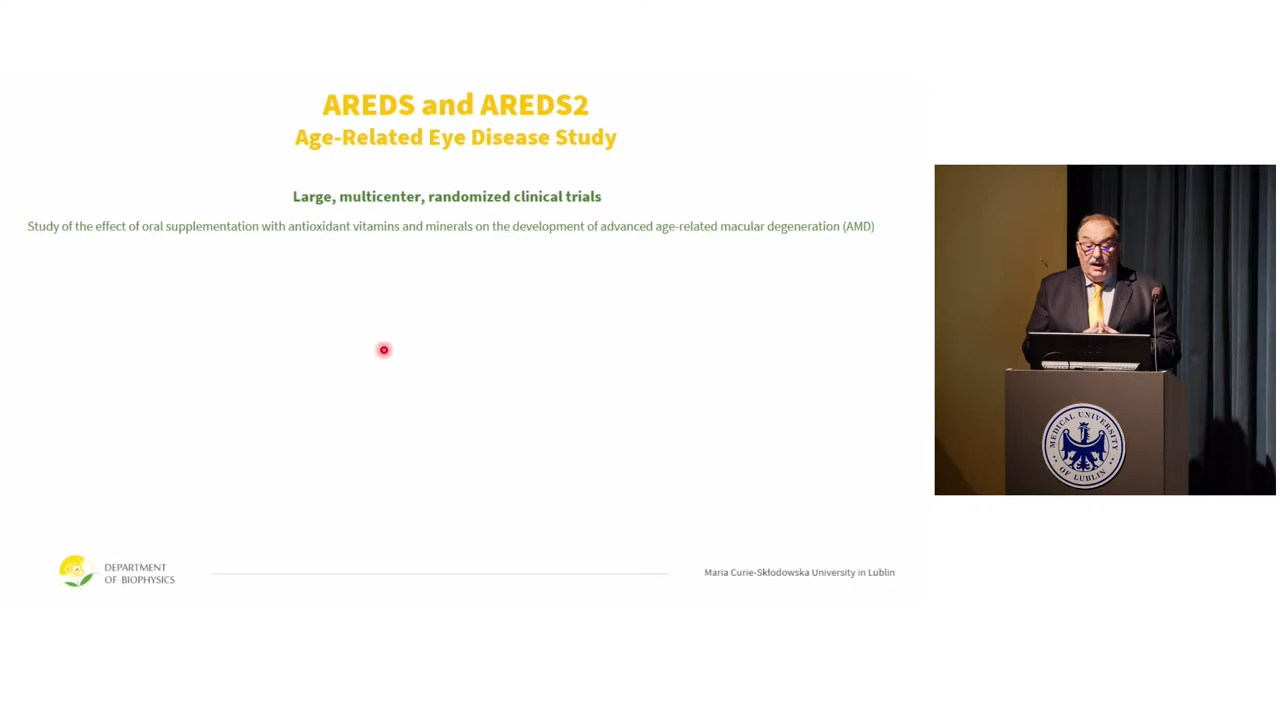 AREDS and AREDS2
Age-Related Eye Disease Study
Large, multicenter, randomized clinical trials
Study of the effect of oral supplementation with antioxidant vitamins and minerals on the development of advanced age-related macular degeneration (AMD)
DEPARTMENT
OF BIOPHYSICS
Maria Curie-Skłodowska University in Lublin
MEDICAL UNIVERSITY
OF LUBLIN